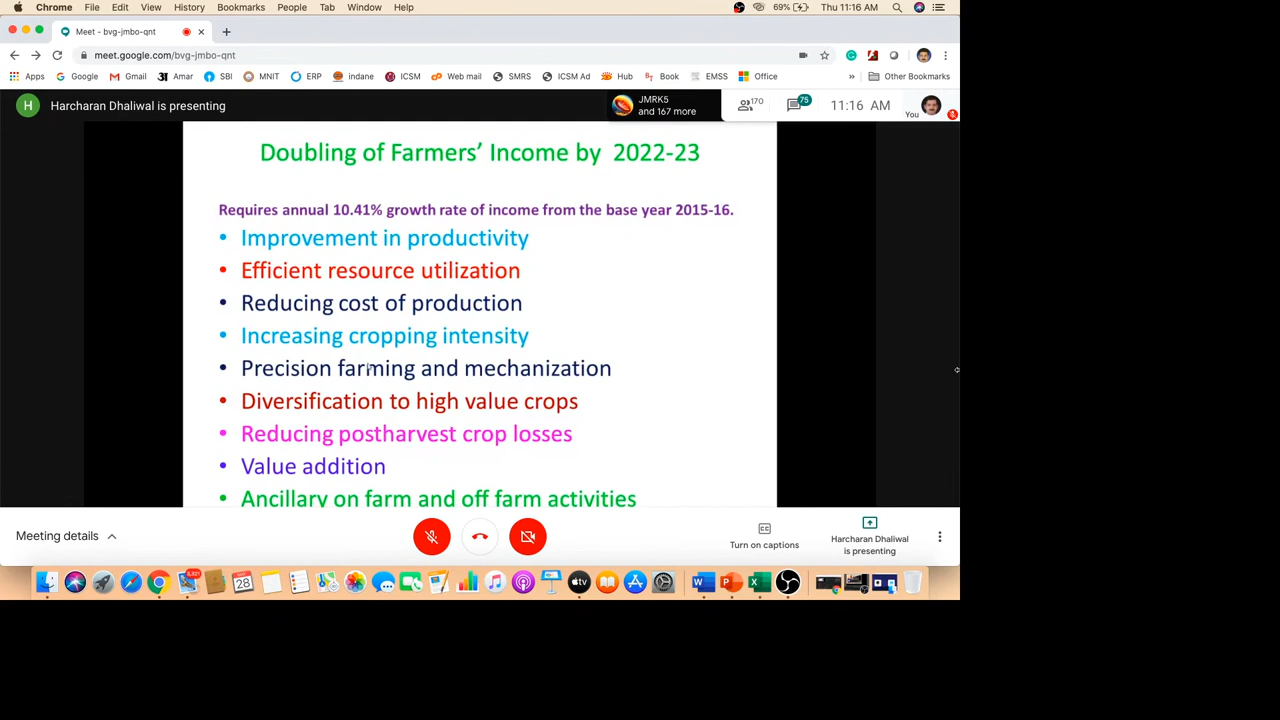 Chrome File Edit View History Bookmarks People Tab Window Help 69% Thu 11:16 AM
Meet - bvg-jmbo-qnt
meet.google.com/bvg-jmbo-qnt
Apps Google Gmail Amar SBI MNIT ERP indane ICSM Web mail SMRS ICSM Ad Hub Book EMSS Office » Other Bookmarks
H Harcharan Dhaliwal is presenting
JMRK5
and 167 more
170
75
11:16 AM
You
Doubling of Farmers’ Income by 2022-23
Requires annual 10.41% growth rate of income from the base year 2015-16.
• Improvement in productivity
• Efficient resource utilization
• Reducing cost of production
• Increasing cropping intensity
• Precision farming and mechanization
• Diversification to high value crops
• Reducing postharvest crop losses
• Value addition
• Ancillary on farm and off farm activities
Meeting details
Turn on captions
Harcharan Dhaliwal
is presenting
28
tv